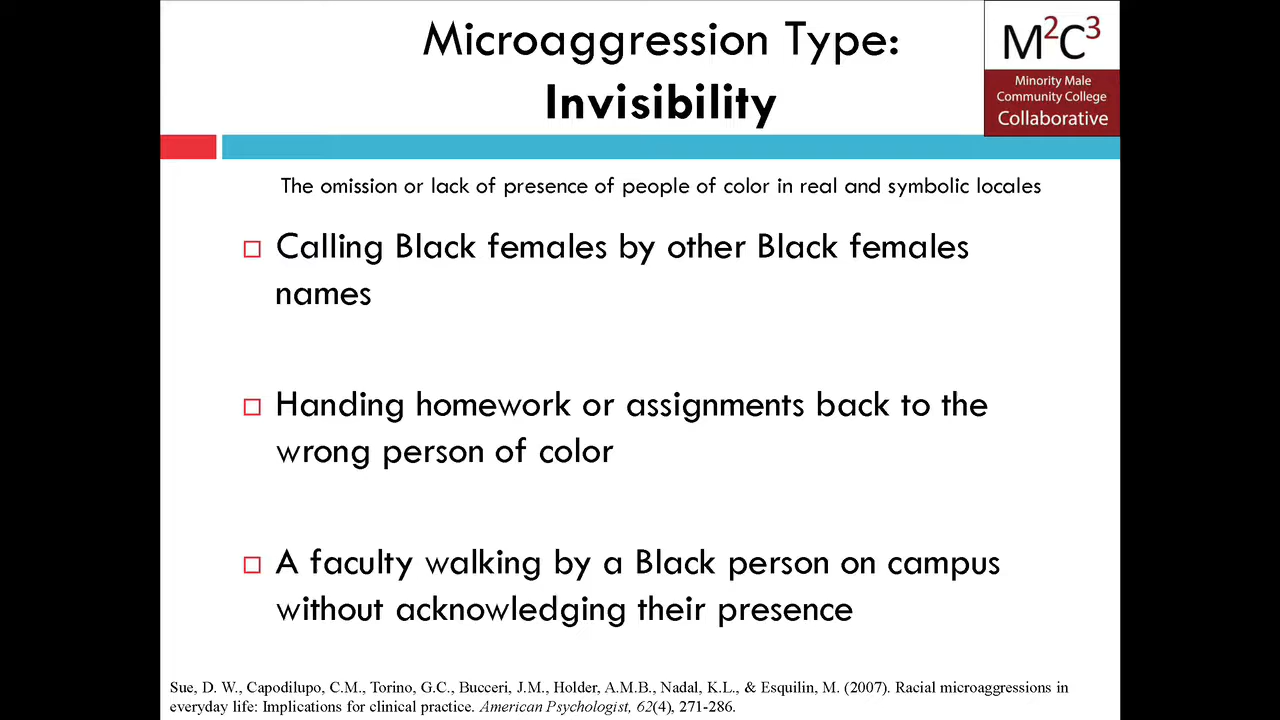 Microaggression Type:
Invisibility
M2C3
Minority Male
Community College
Collaborative
The omission or lack of presence of people of color in real and symbolic locales
Calling Black females by other Black females
names
Handing homework or assignments back to the
wrong person of color
A faculty walking by a Black person on campus
without acknowledging their presence
Sue, D. W., Capodilupo, C.M., Torino, G.C., Bucceri, J.M., Holder, A.M.B., Nadal, K.L., & Esquilin, M. (2007). Racial microaggressions in
everyday life: Implications for clinical practice. American Psychologist, 62(4), 271-286.